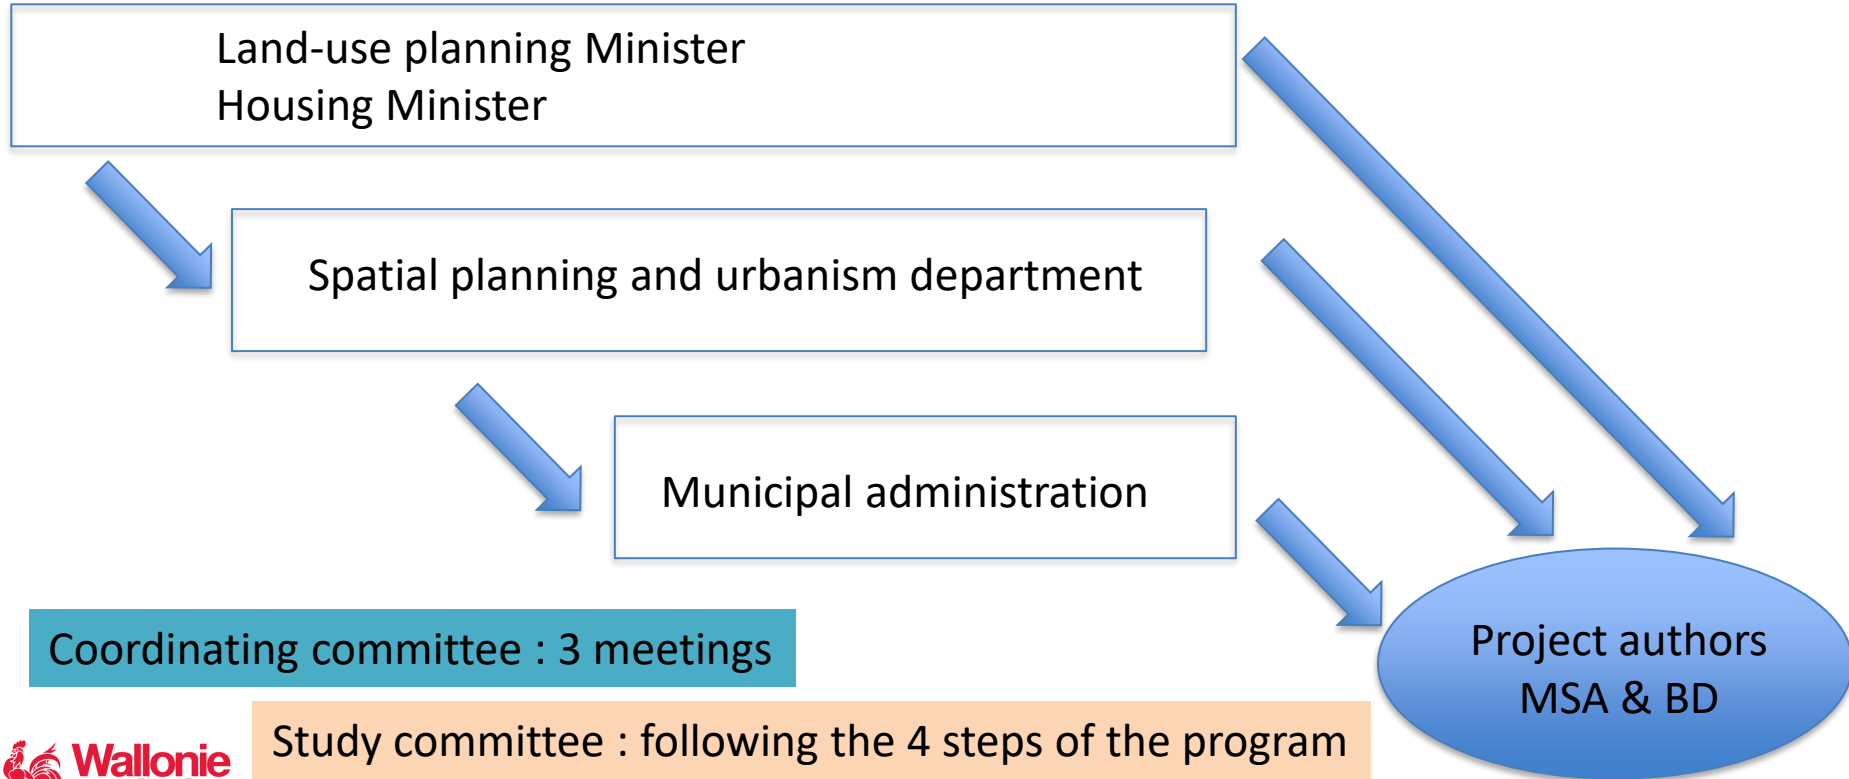 Land-use planning Minister
Housing Minister
Spatial planning and urbanism department
Municipal administration
Coordinating committee : 3 meetings
Project authors
MSA & BD
Study committee : following the 4 steps of the program
Wallonie